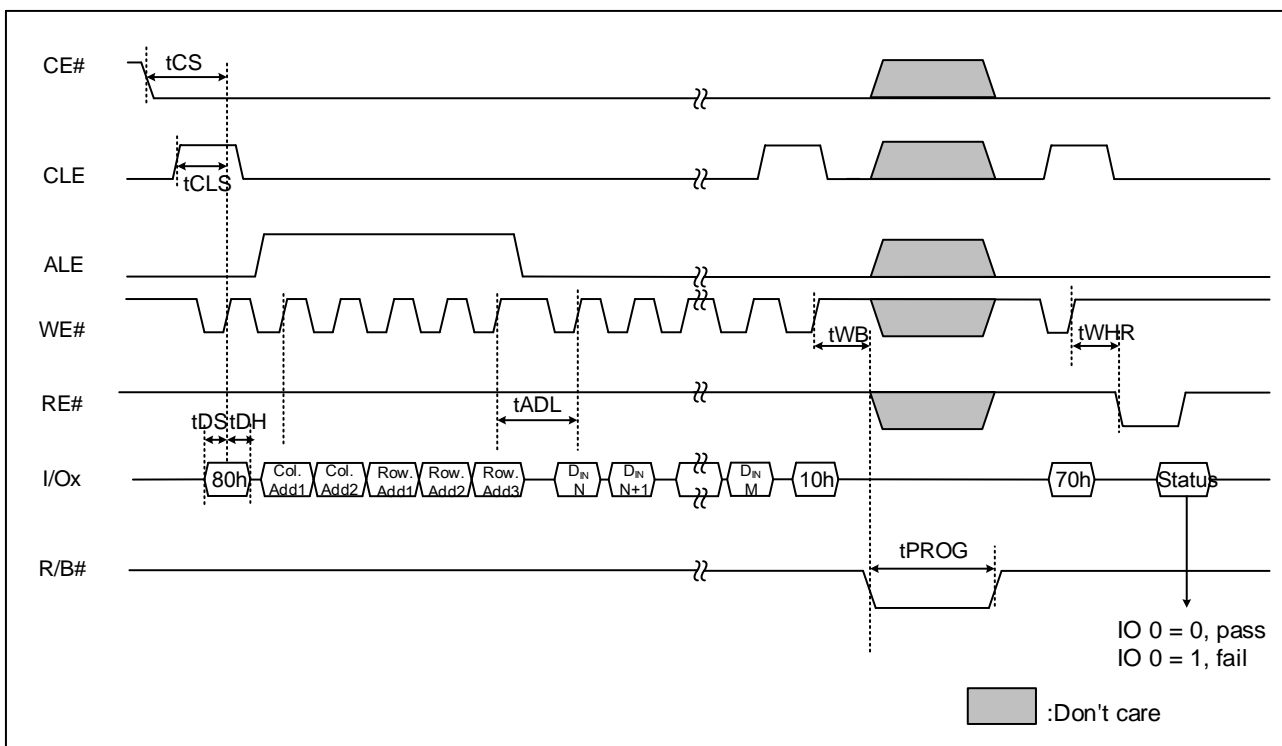 CE#
tCS
CLE
tCLS
ALE
WE#
tWB
tWHR
RE#
tADL
tDS tDH
I/Ox
80h
Col. Add1
Col. Add2
Row. Add1
Row. Add2
Row. Add3
DIN N
DIN N+1
DIN M
10h
70h
Status
R/B#
tPROG
IO 0 = 0, pass
IO 0 = 1, fail
:Don't care